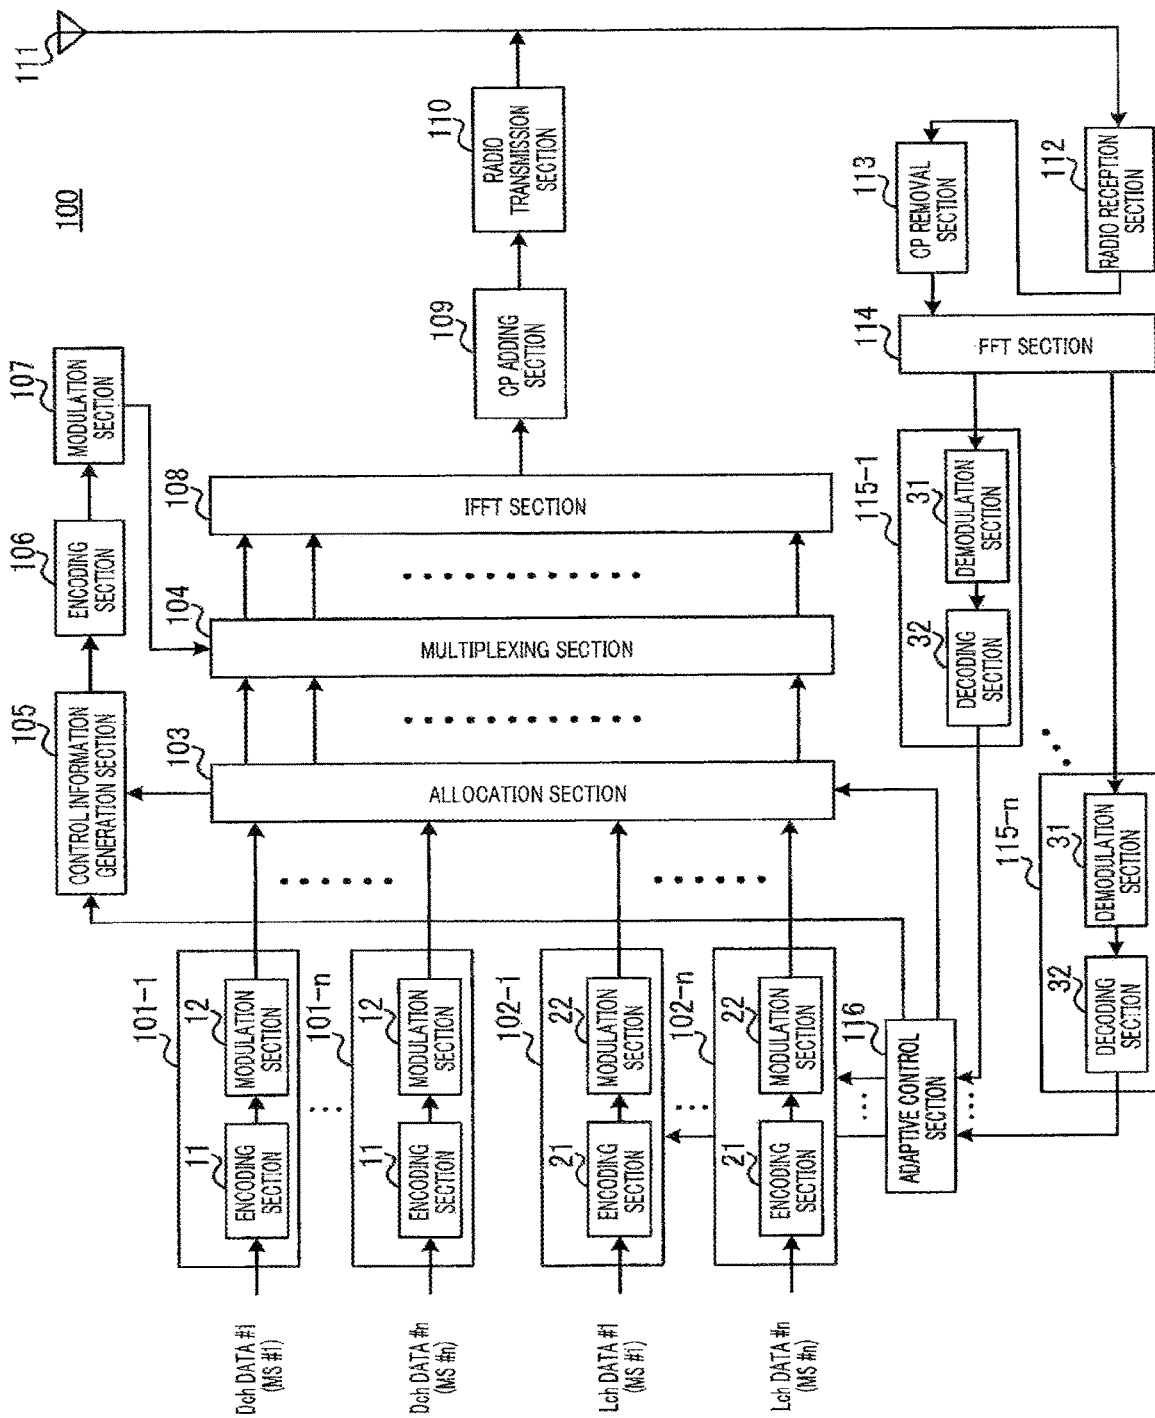 100
111
110
RADIO
TRANSMISSION
SECTION
109
CP ADDING
SECTION
107
MODULATION
SECTION
106
ENCODING
SECTION
105
CONTROL INFORMATION
GENERATION SECTION
108
IFFT SECTION
104
MULTIPLEXING SECTION
103
ALLOCATION SECTION
101-1
11
ENCODING
SECTION
12
MODULATION
SECTION
Dch DATA #1
(MS #1)
101-n
11
ENCODING
SECTION
12
MODULATION
SECTION
Dch DATA #n
(MS #n)
102-1
21
ENCODING
SECTION
22
MODULATION
SECTION
Lch DATA #1
(MS #1)
102-n
21
ENCODING
SECTION
22
MODULATION
SECTION
Lch DATA #n
(MS #n)
116
ADAPTIVE CONTROL
SECTION
112
RADIO RECEPTION
SECTION
113
CP REMOVAL
SECTION
114
FFT SECTION
115-1
31
DEMODULATION
SECTION
32
DECODING
SECTION
115-n
31
DEMODULATION
SECTION
32
DECODING
SECTION